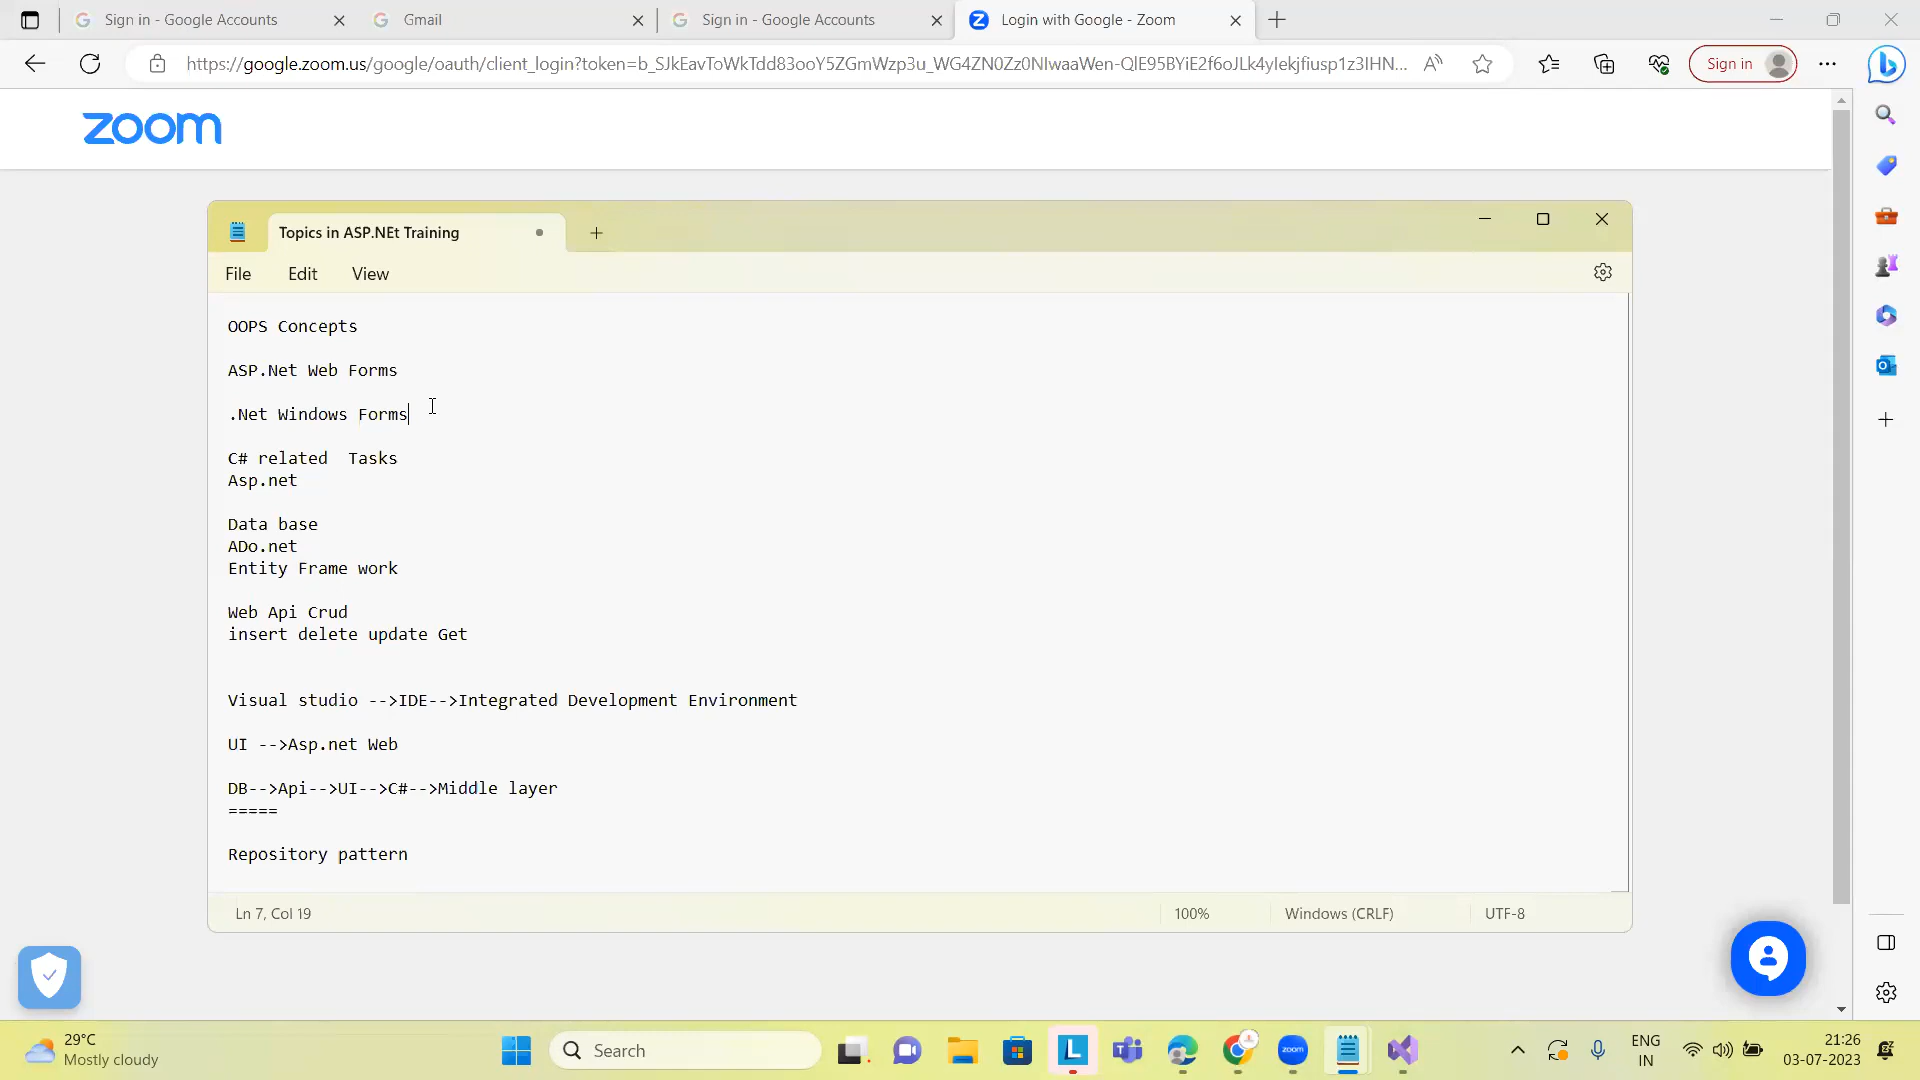 Sign in - Google Accounts
Gmail
Sign in - Google Accounts
Login with Google - Zoom
https://google.zoom.us/google/oauth/client_login?token=b_SJkEavToWkTdd83ooY5ZGmWzp3u_WG4ZN0Zz0NIwaaWen-QlE95BYiE2f6oJLk4yIekjfiusp1z3IHN...
Sign in
zoom
Topics in ASP.NEt Training
File
Edit
View
OOPS Concepts
ASP.Net Web Forms
.Net Windows Forms
C# related  Tasks
Asp.net
Data base
ADo.net
Entity Frame work
Web Api Crud
insert delete update Get
Visual studio -->IDE-->Integrated Development Environment
UI -->Asp.net Web
DB-->Api-->UI-->C#-->Middle layer
=====
Repository pattern
Ln 7, Col 19
100%
Windows (CRLF)
UTF-8
29°C
Mostly cloudy
Search
zoom
ENG
IN
21:26
03-07-2023